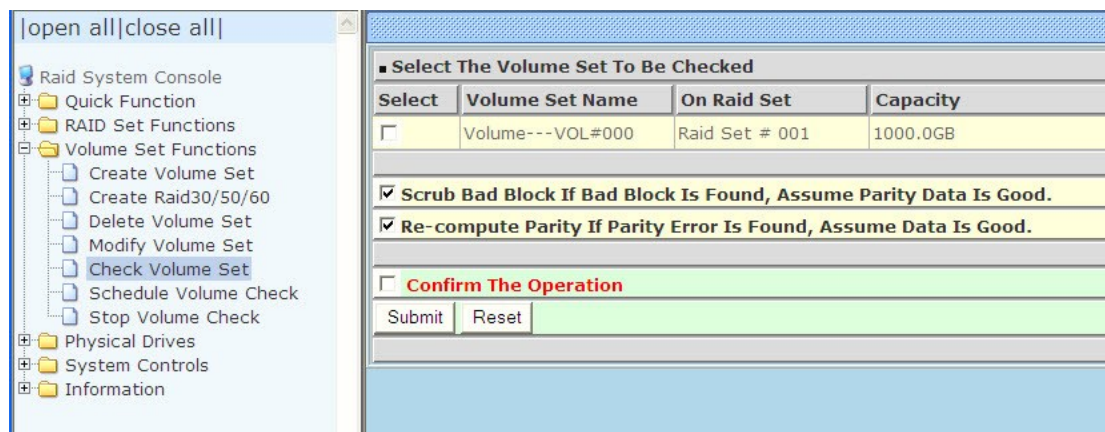 |open all|close all|
Raid System Console
Quick Function
RAID Set Functions
Volume Set Functions
Create Volume Set
Create Raid30/50/60
Delete Volume Set
Modify Volume Set
Check Volume Set
Schedule Volume Check
Stop Volume Check
Physical Drives
System Controls
Information
Select The Volume Set To Be Checked
Select Volume Set Name On Raid Set Capacity
Volume---VOL#000 Raid Set # 001 1000.0GB
Scrub Bad Block If Bad Block Is Found, Assume Parity Data Is Good.
Re-compute Parity If Parity Error Is Found, Assume Data Is Good.
Confirm The Operation
Submit Reset